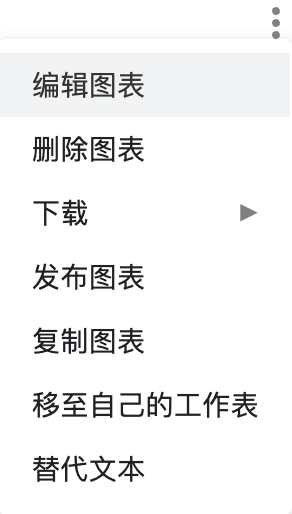 编辑图表
删除图表
下载
发布图表
复制图表
移至自己的工作表
替代文本